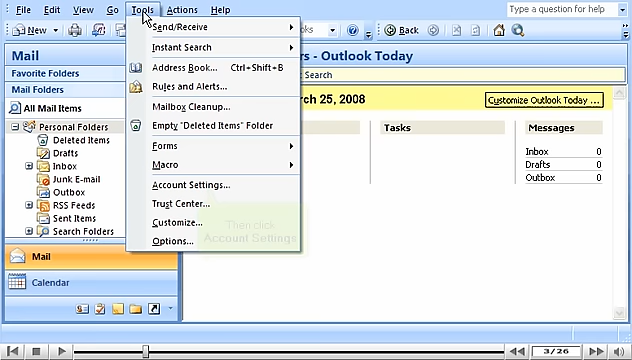 File Edit View Go Tools Actions Help Type a question for help
New Send/Receive ks Back
Mail Instant Search rs - Outlook Today
Favorite Folders Address Book... Ctrl+Shift+B Search
Mail Folders Rules and Alerts...
All Mail Items Mailbox Cleanup... rch 25, 2008 Customize Outlook Today ...
Personal Folders Empty "Deleted Items" Folder Tasks Messages
Deleted Items
Drafts Forms Inbox 0
Inbox Macro Drafts 0
Junk E-mail Outbox 0
Outbox Account Settings...
RSS Feeds Trust Center...
Sent Items Customize... Then click
Search Folders Options... Account Settings
Mail
Calendar
3/26